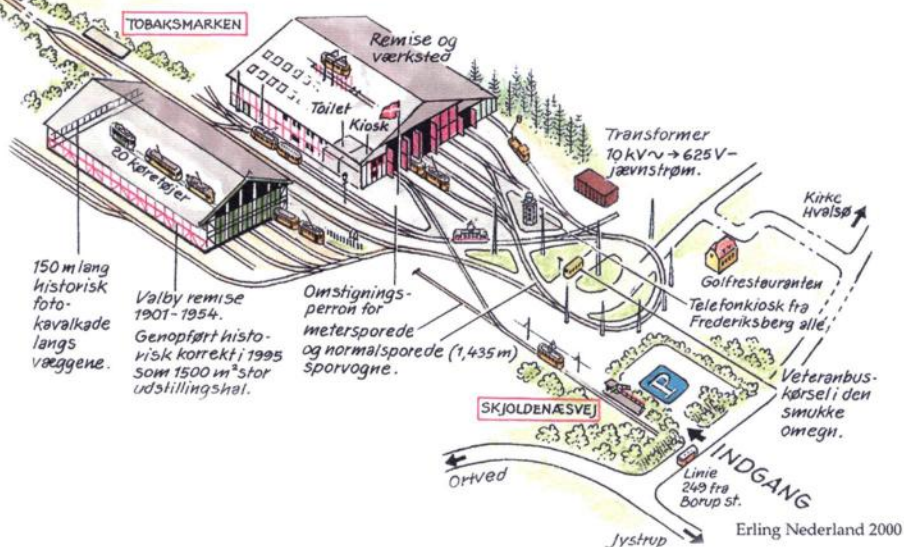 TOBAKSMARKEN
Remise og
værksted
Toilet
Kiosk
20 køretøjer
Transformer
10 kV~ → 625 V-
jævnstrøm.
Kirke
Hvalsø
Golfrestauranten
Telefonkiosk fra
Frederiksberg alle
150 m lang
historisk
foto-
kavalkade
langs
væggene.
Valby remise
1901-1954.
Genopført histo-
risk korrekt i 1995
som 1500 m² stor
udstillingshal.
Omstignings-
perron for
metersporede
og normalsporede (1,435 m)
sporvogne.
Veteranbus-
kørsel i den
smukke
omegn.
P
SKJOLDENÆSVEJ
INDGANG
Linie
249 fra
Borup st.
Ortved
Jystrup
Erling Nederland 2000